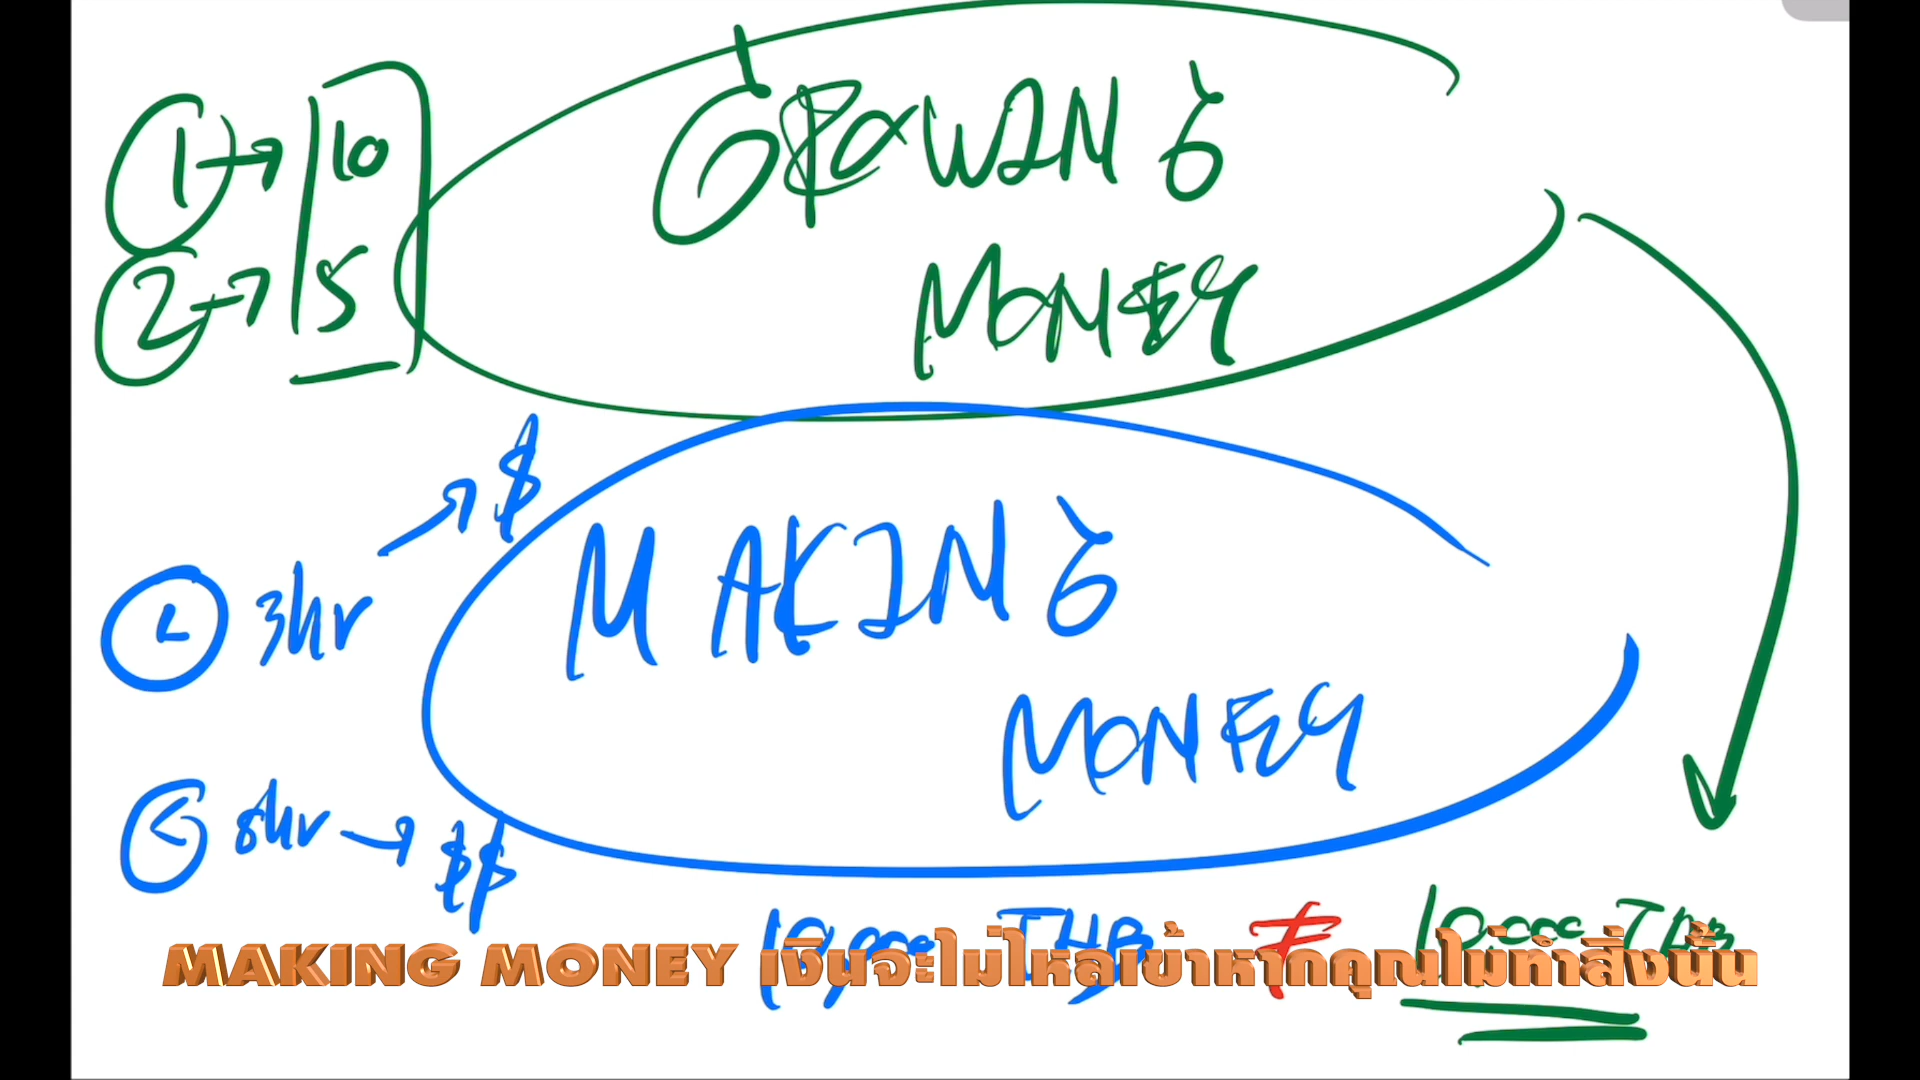 1 → 10
GROWING
2 → 5
MONEY
$
MAKING
3hr →
MONEY
8hr → $$
10,000 THB ≠ 10,000 THB
MAKING MONEY เงินจะไม่ไหลเข้าหากคุณไม่ทำสิ่งนั้น